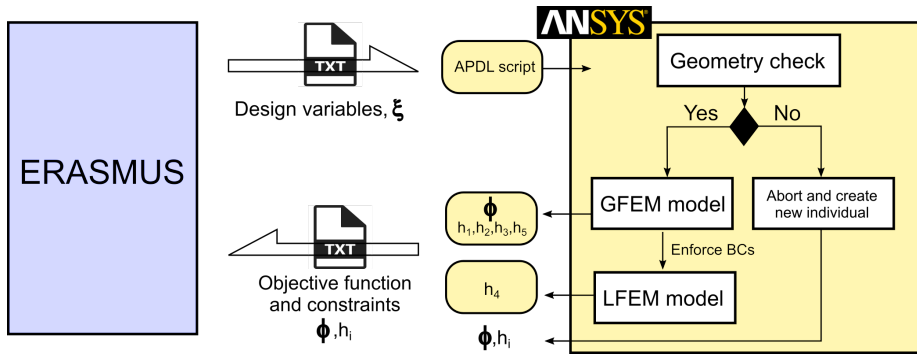 ANSYS
ERASMUS
TXT
Design variables, ξ
APDL script
Geometry check
Yes
No
GFEM model
Abort and create
new individual
ϕ
h₁,h₂,h₃,h₅
Enforce BCs
LFEM model
h₄
TXT
Objective function
and constraints
ϕ,hᵢ
ϕ,hᵢ